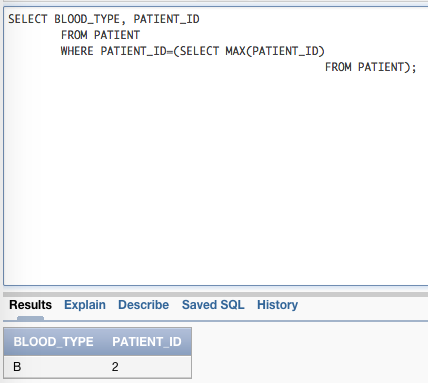 SELECT BLOOD_TYPE, PATIENT_ID
FROM PATIENT
WHERE PATIENT_ID=(SELECT MAX(PATIENT_ID)
FROM PATIENT);
Results Explain Describe Saved SQL History
BLOOD_TYPE PATIENT_ID
B 2